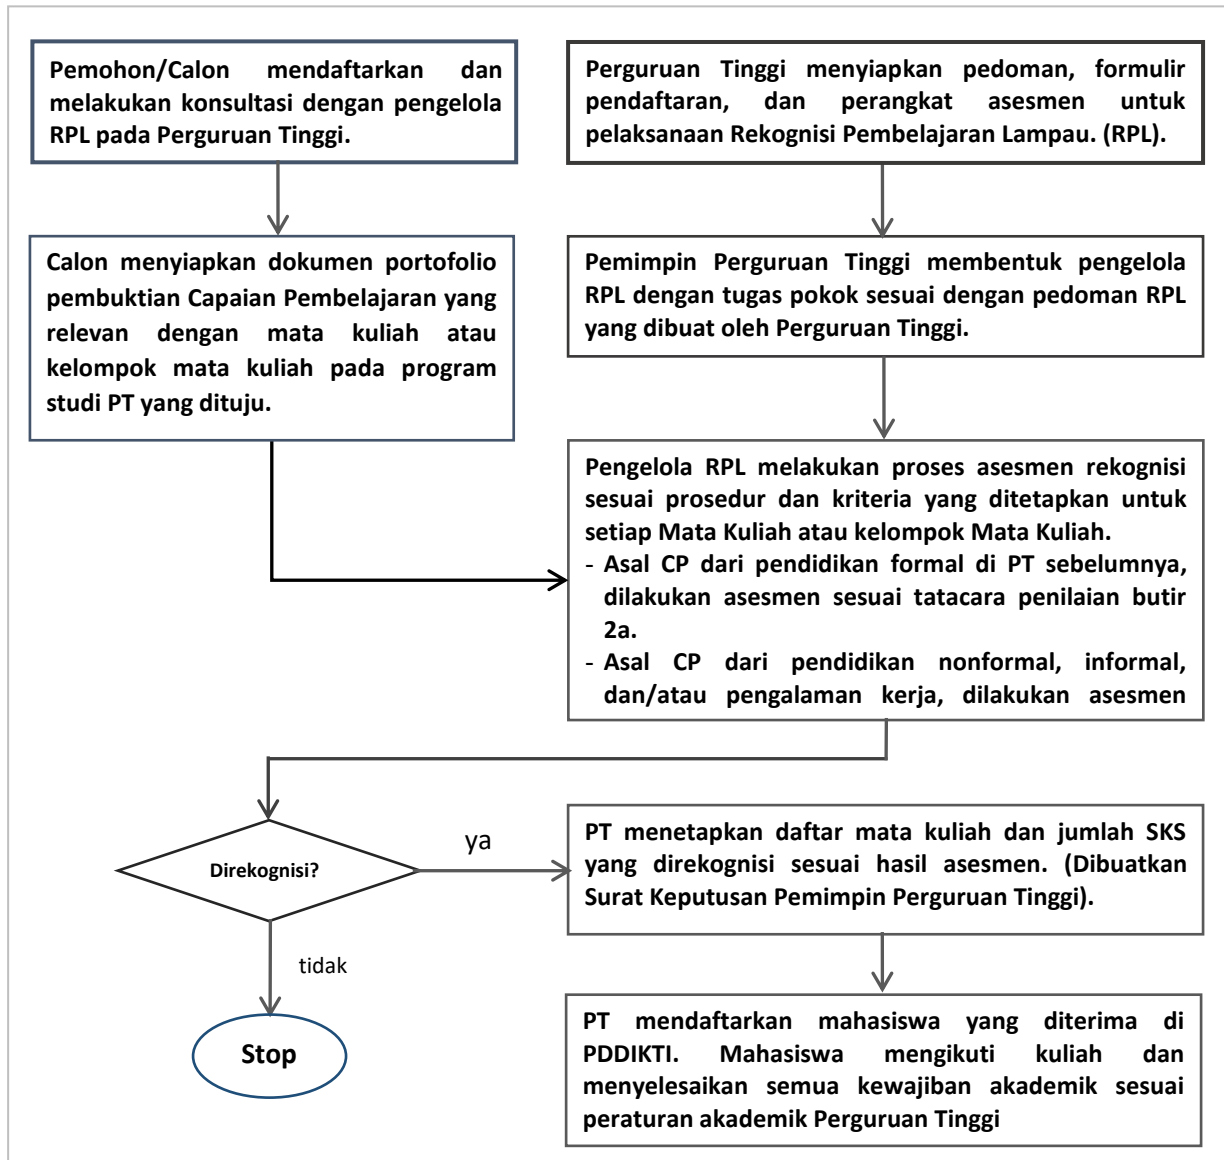 Pemohon/Calon mendaftarkan dan
melakukan konsultasi dengan pengelola
RPL pada Perguruan Tinggi.
Perguruan Tinggi menyiapkan pedoman, formulir
pendaftaran, dan perangkat asesmen untuk
pelaksanaan Rekognisi Pembelajaran Lampau. (RPL).
Calon menyiapkan dokumen portofolio
pembuktian Capaian Pembelajaran yang
relevan dengan mata kuliah atau
kelompok mata kuliah pada program
studi PT yang dituju.
Pemimpin Perguruan Tinggi membentuk pengelola
RPL dengan tugas pokok sesuai dengan pedoman RPL
yang dibuat oleh Perguruan Tinggi.
Pengelola RPL melakukan proses asesmen rekognisi
sesuai prosedur dan kriteria yang ditetapkan untuk
setiap Mata Kuliah atau kelompok Mata Kuliah.
- Asal CP dari pendidikan formal di PT sebelumnya,
dilakukan asesmen sesuai tatacara penilaian butir
2a.
- Asal CP dari pendidikan nonformal, informal,
dan/atau pengalaman kerja, dilakukan asesmen
Direkognisi?
ya
tidak
Stop
PT menetapkan daftar mata kuliah dan jumlah SKS
yang direkognisi sesuai hasil asesmen. (Dibuatkan
Surat Keputusan Pemimpin Perguruan Tinggi).
PT mendaftarkan mahasiswa yang diterima di
PDDIKTI. Mahasiswa mengikuti kuliah dan
menyelesaikan semua kewajiban akademik sesuai
peraturan akademik Perguruan Tinggi